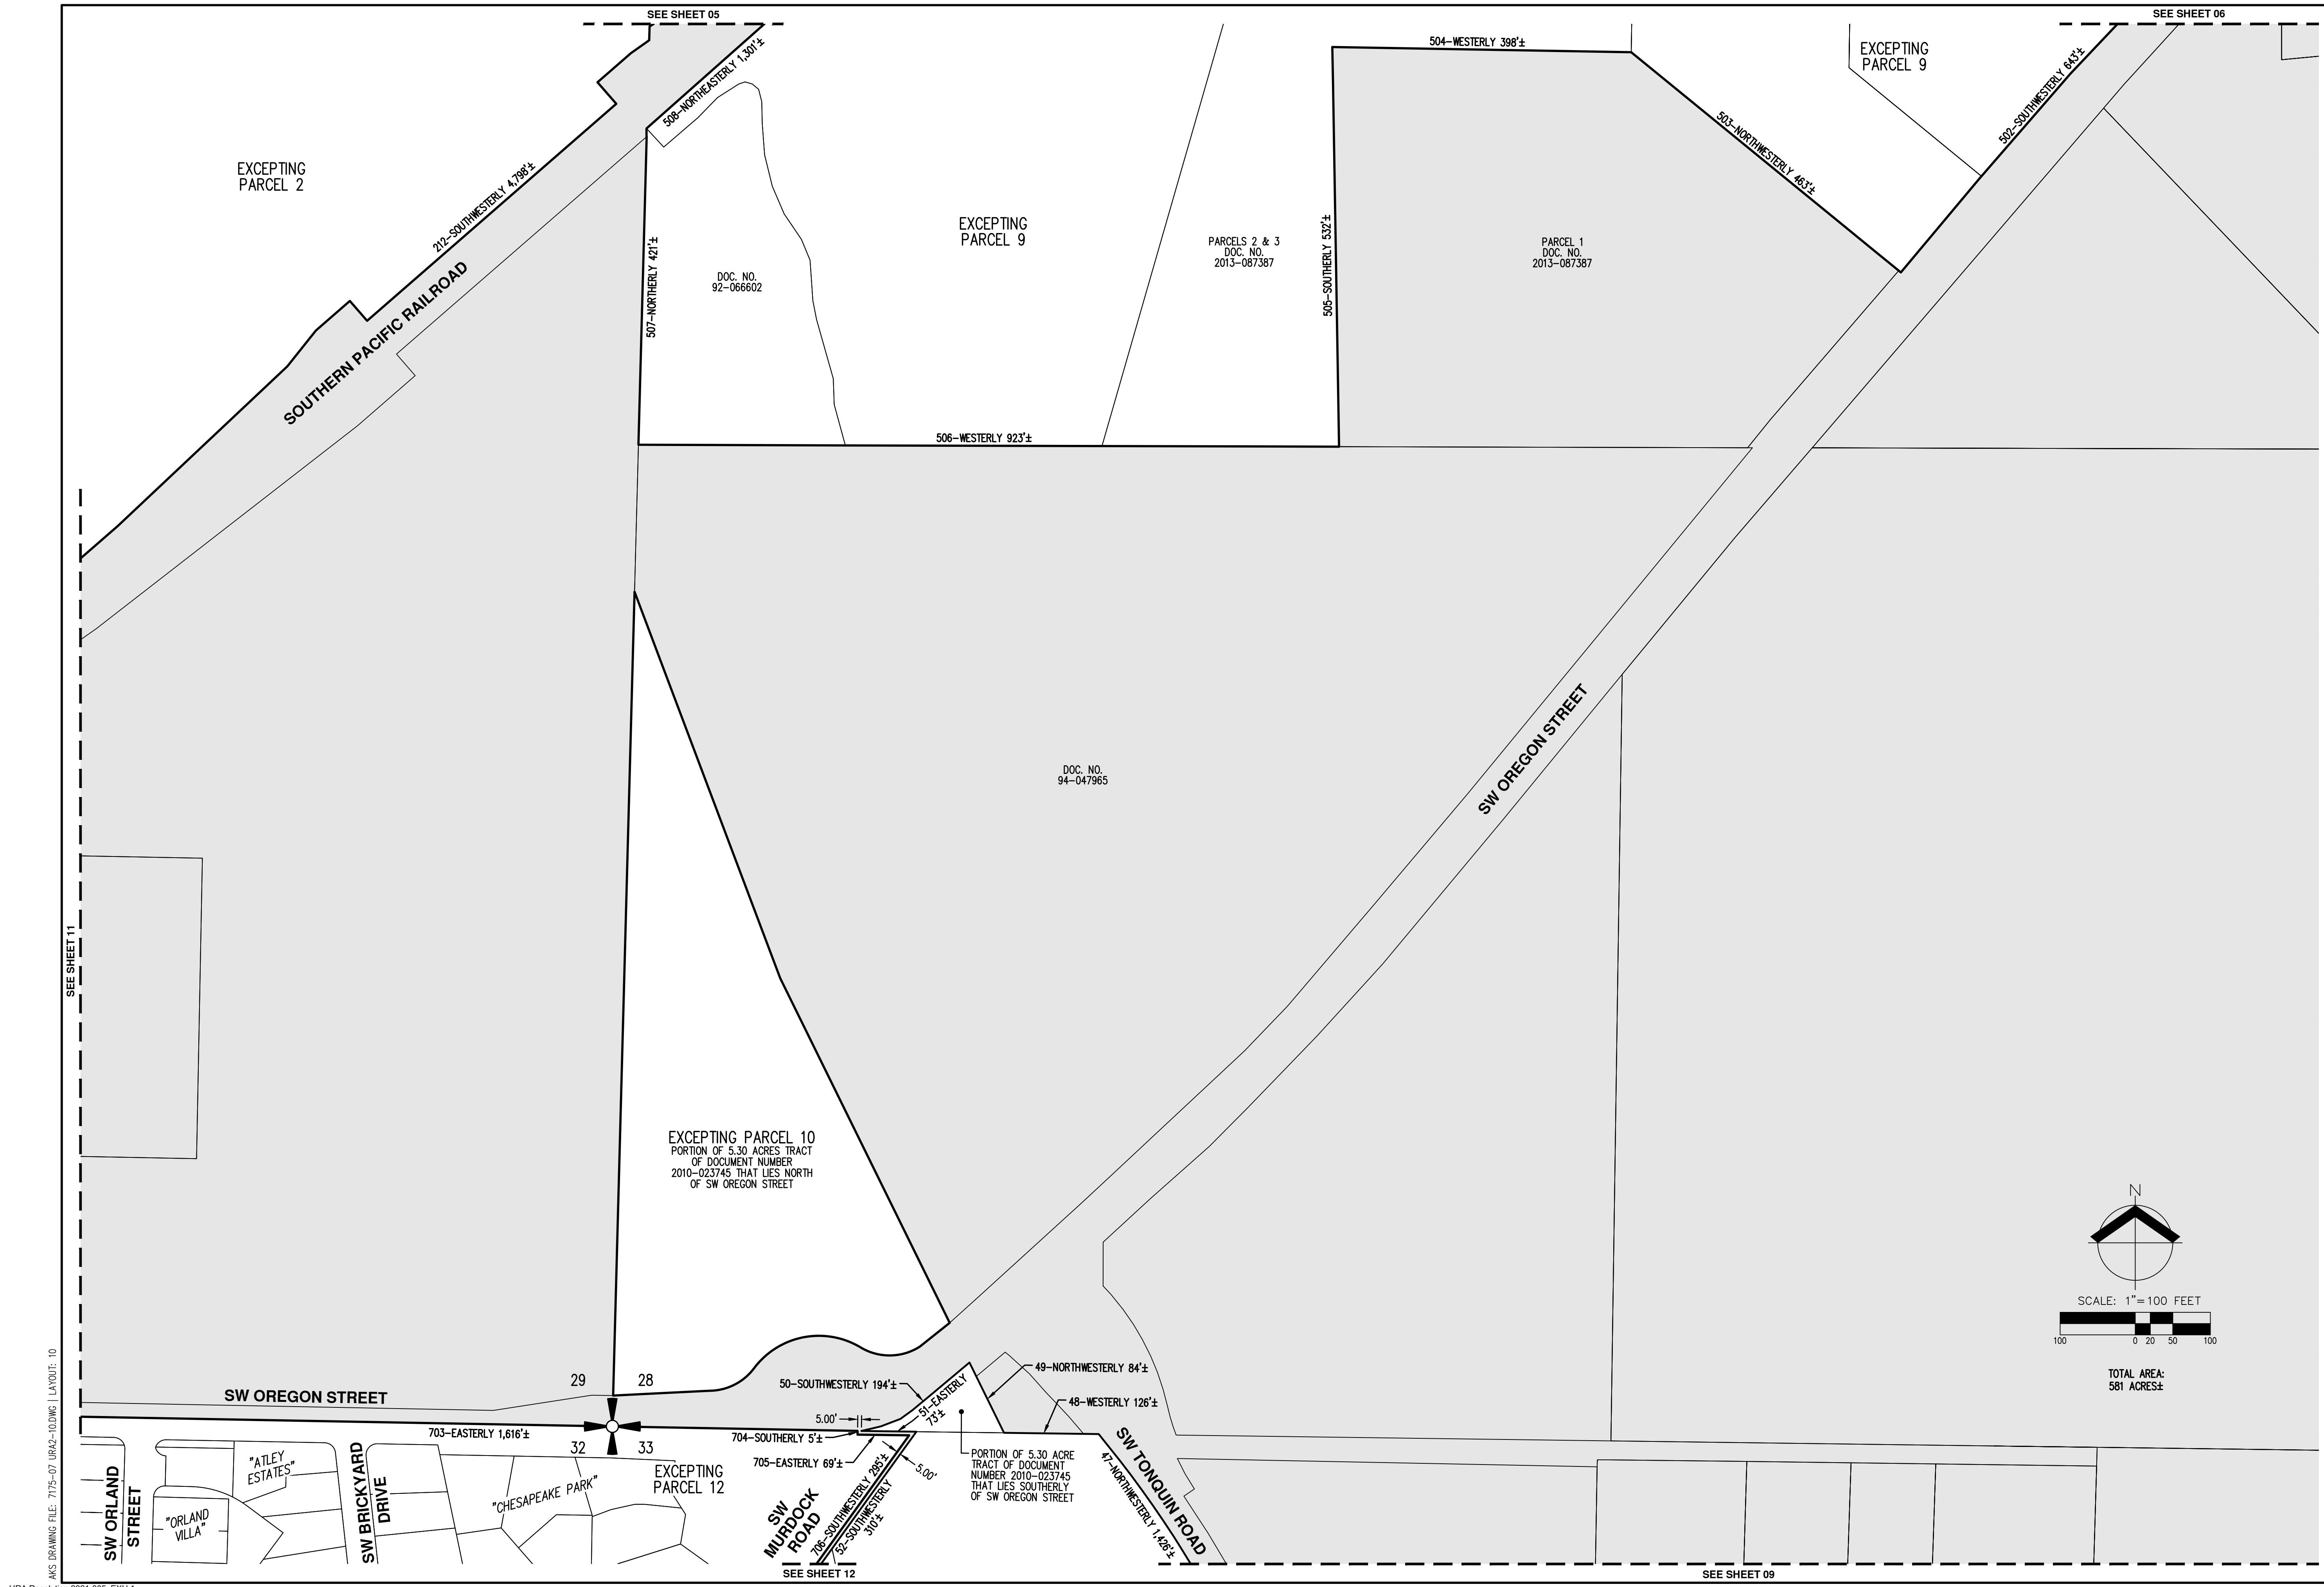 SEE SHEET 05
SEE SHEET 06
504-WESTERLY 398'±
EXCEPTING
PARCEL 9
508-NORTHEASTERLY 1,301'±
502-SOUTHWESTERLY 643'±
503-NORTHWESTERLY 463'±
EXCEPTING
PARCEL 2
212-SOUTHWESTERLY 4,798'±
SOUTHERN PACIFIC RAILROAD
507-NORTHERLY 421'±
DOC. NO.
92-066602
EXCEPTING
PARCEL 9
PARCELS 2 & 3
DOC. NO.
2013-087387
505-SOUTHERLY 532'±
PARCEL 1
DOC. NO.
2013-087387
506-WESTERLY 923'±
SW OREGON STREET
DOC. NO.
94-047965
SEE SHEET 11
EXCEPTING PARCEL 10
PORTION OF 5.30 ACRES TRACT
OF DOCUMENT NUMBER
2010-023745 THAT LIES NORTH
OF SW OREGON STREET
N
SCALE: 1"=100 FEET
100 0 20 50 100
TOTAL AREA:
581 ACRES±
29 28
32 33
SW OREGON STREET
703-EASTERLY 1,616'±
50-SOUTHWESTERLY 194'±
49-NORTHWESTERLY 84'±
48-WESTERLY 126'±
51-EASTERLY
73'±
5.00'
704-SOUTHERLY 5'±
705-EASTERLY 69'±
5.00'
706-SOUTHWESTERLY 295'±
52-SOUTHWESTERLY
310'±
PORTION OF 5.30 ACRE
TRACT OF DOCUMENT
NUMBER 2010-023745
THAT LIES SOUTHERLY
OF SW OREGON STREET
SW TONQUIN ROAD
47-NORTHWESTERLY 1,426'±
EXCEPTING
PARCEL 12
SW
MURDOCK
ROAD
"CHESAPEAKE PARK"
SW BRICKYARD
DRIVE
"ATLEY
ESTATES"
"ORLAND
VILLA"
SW ORLAND
STREET
SEE SHEET 12
SEE SHEET 09
AKS DRAWING FILE: 7175-07 URA2-10.DWG | LAYOUT: 10